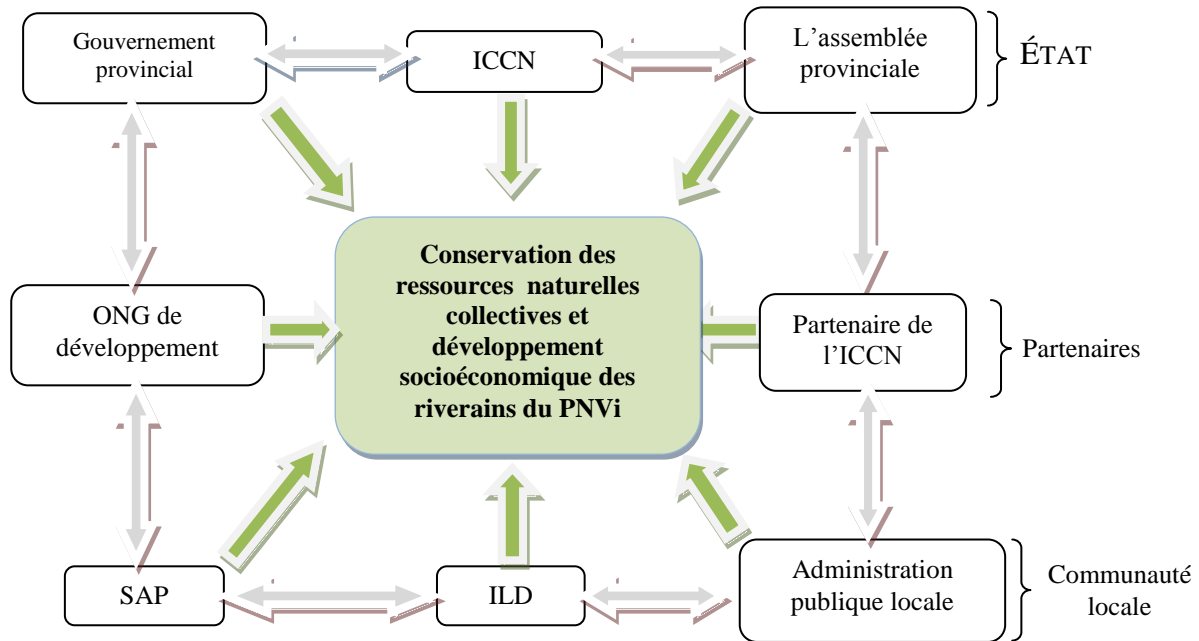 Gouvernement
provincial
ICCN
L’assemblée
provinciale
ÉTAT
Conservation des
ressources naturelles
collectives et
développement
socioéconomique des
riverains du PNVi
ONG de
développement
Partenaire de
l’ICCN
Partenaires
SAP
ILD
Administration
publique locale
Communauté
locale